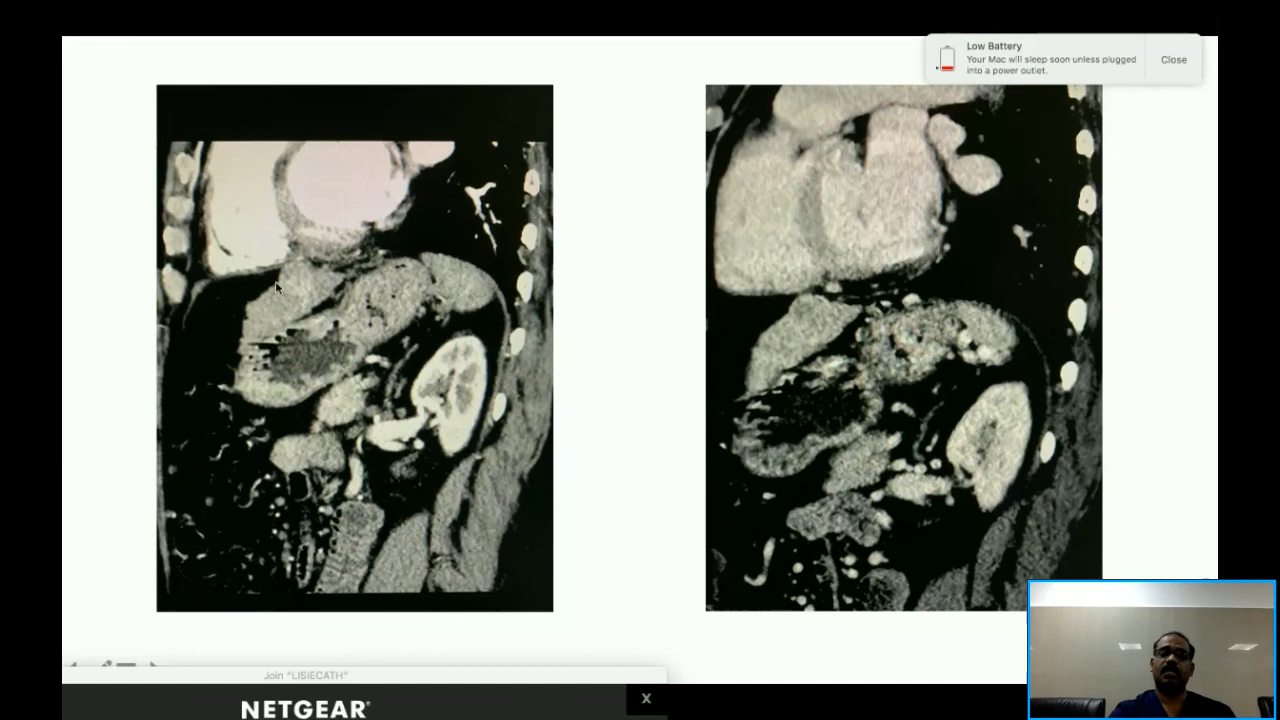 Low Battery
Your Mac will sleep soon unless plugged
into a power outlet.
Close
Join "LISIECATH"
NETGEAR®
X